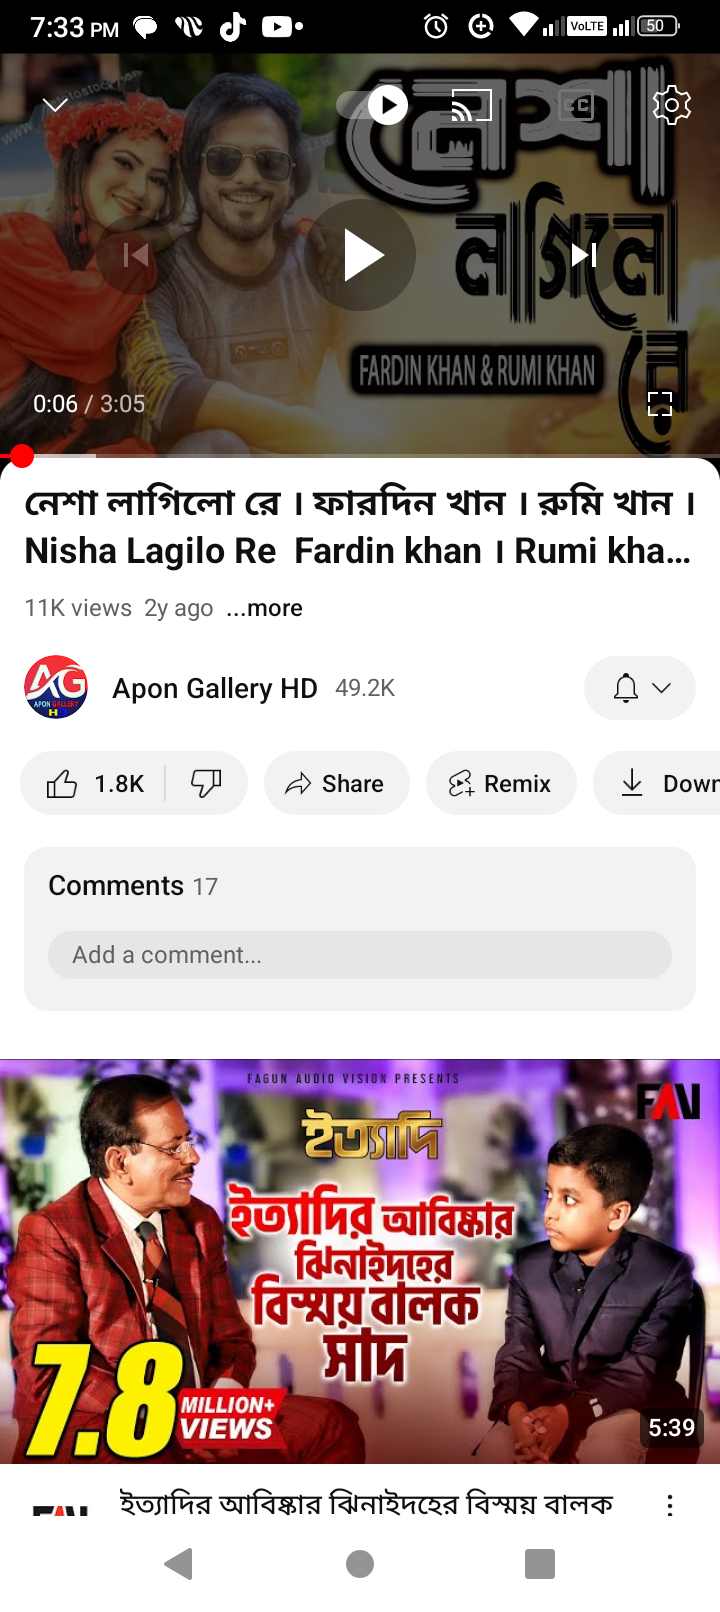 7:33 PM
VoLTE
50
নেশা
CC
লাগিলো
রে
FARDIN KHAN & RUMI KHAN
0:06 / 3:05
নেশা লাগিলো রে । ফারদিন খান । রুমি খান ।
Nisha Lagilo Re Fardin khan । Rumi kha...
11K views 2y ago ...more
AG
APON GALLERY
HD
Apon Gallery HD 49.2K
1.8K Share Remix Down
Comments 17
Add a comment...
FAGUN AUDIO VISION PRESENTS
FAV
ইত্যাদি
ইত্যাদির আবিষ্কার
ঝিনাইদহের
বিস্ময় বালক
সাদ
7.8 MILLION+
VIEWS
5:39
ইত্যাদির আবিষ্কার ঝিনাইদহের বিস্ময় বালক